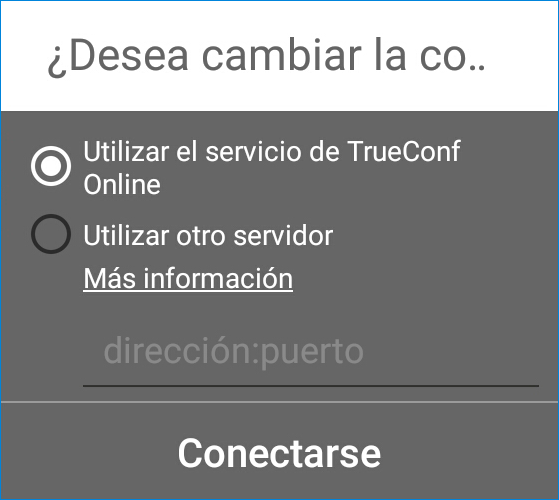 ¿Desea cambiar la co..
Utilizar el servicio de TrueConf
Online
Utilizar otro servidor
Más información
dirección:puerto
Conectarse